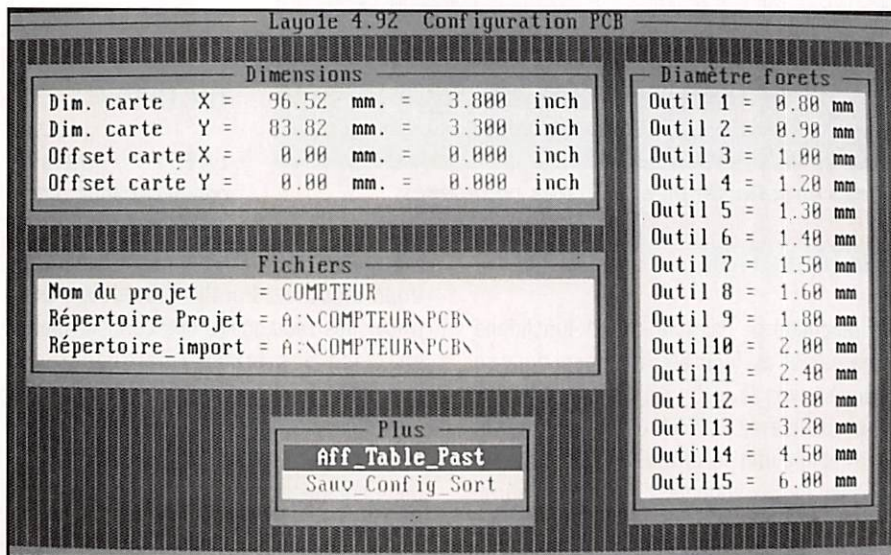 Layo1e 4.92 Configuration PCB
Dimensions
Dim. carte X = 96.52 mm. = 3.800 inch
Dim. carte Y = 83.82 mm. = 3.300 inch
Offset carte X = 0.00 mm. = 0.000 inch
Offset carte Y = 0.00 mm. = 0.000 inch
Fichiers
Nom du projet = COMPTEUR
Répertoire Projet = A:\COMPTEUR\PCB\
Répertoire_import = A:\COMPTEUR\PCB\
Plus
Aff_Table_Past
Sauv_Config_Sort
Diamètre forets
Outil 1 = 0.80 mm
Outil 2 = 0.90 mm
Outil 3 = 1.00 mm
Outil 4 = 1.20 mm
Outil 5 = 1.30 mm
Outil 6 = 1.40 mm
Outil 7 = 1.50 mm
Outil 8 = 1.60 mm
Outil 9 = 1.80 mm
Outil10 = 2.00 mm
Outil11 = 2.40 mm
Outil12 = 2.80 mm
Outil13 = 3.20 mm
Outil14 = 4.50 mm
Outil15 = 6.00 mm